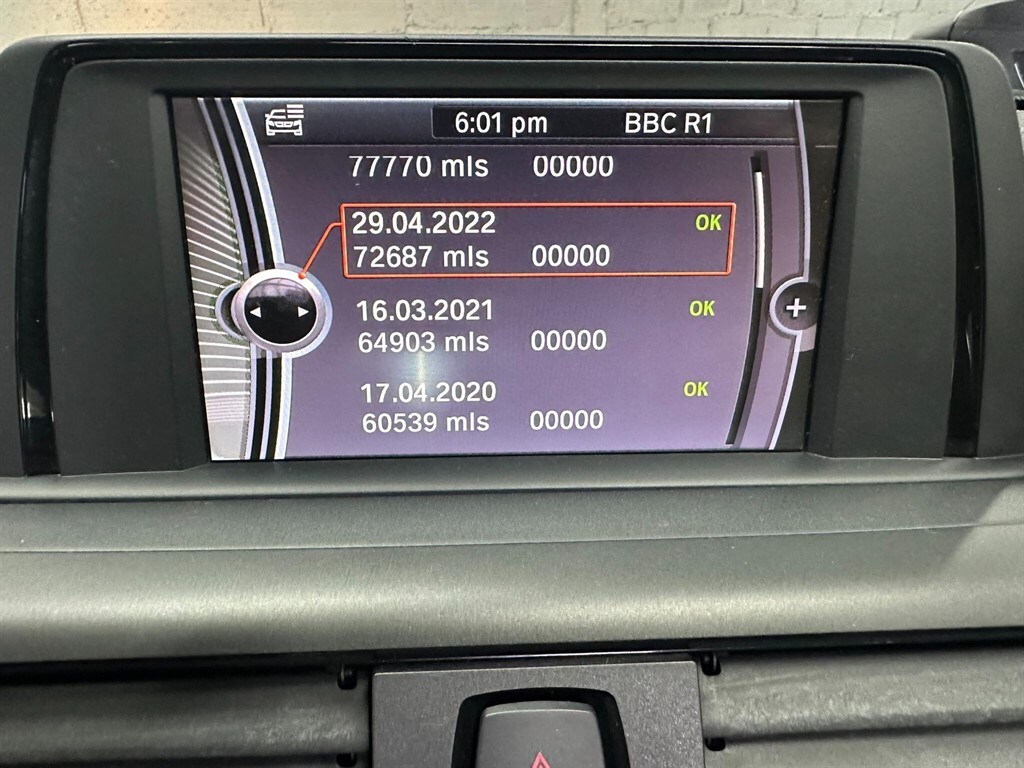 6:01 pm BBC R1
77770 mls 00000
29.04.2022 OK
72687 mls 00000
16.03.2021 OK
64903 mls 00000
17.04.2020 OK
60539 mls 00000